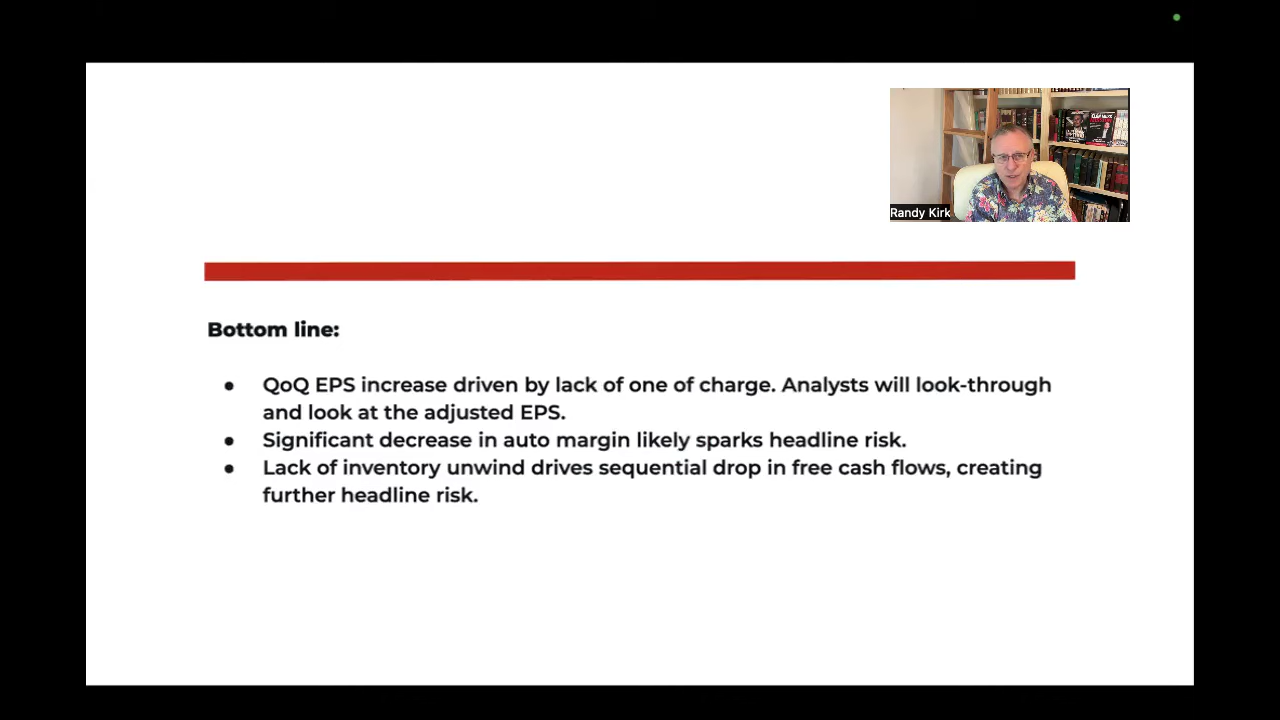 Randy Kirk
Bottom line:
● QoQ EPS increase driven by lack of one of charge. Analysts will look-through
and look at the adjusted EPS.
● Significant decrease in auto margin likely sparks headline risk.
● Lack of inventory unwind drives sequential drop in free cash flows, creating
further headline risk.